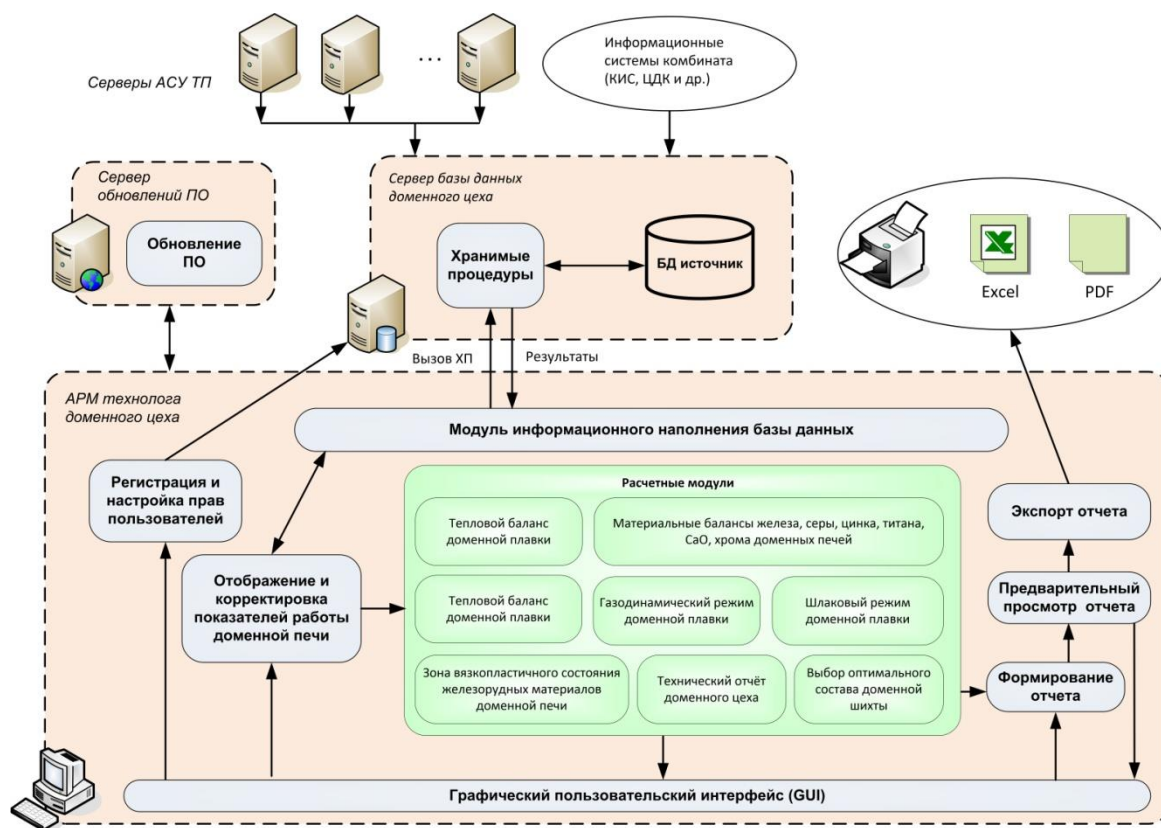 Серверы АСУ ТП
...
Информационные
системы комбината
(КИС, ЦДК и др.)
Сервер
обновлений ПО
Обновление
ПО
Сервер базы данных
доменного цеха
Хранимые
процедуры
БД источник
Excel
PDF
Вызов ХП
Результаты
АРМ технолога
доменного цеха
Модуль информационного наполнения базы данных
Регистрация и
настройка прав
пользователей
Отображение и
корректировка
показателей работы
доменной печи
Расчетные модули
Тепловой баланс
доменной плавки
Материальные балансы железа, серы, цинка, титана,
CaO, хрома доменных печей
Тепловой баланс
доменной плавки
Газодинамический режим
доменной плавки
Шлаковый режим
доменной плавки
Зона вязкопластичного состояния
железорудных материалов
доменной печи
Технический отчёт
доменного цеха
Выбор оптимального
состава доменной
шихты
Экспорт отчета
Предварительный
просмотр отчета
Формирование
отчета
Графический пользовательский интерфейс (GUI)